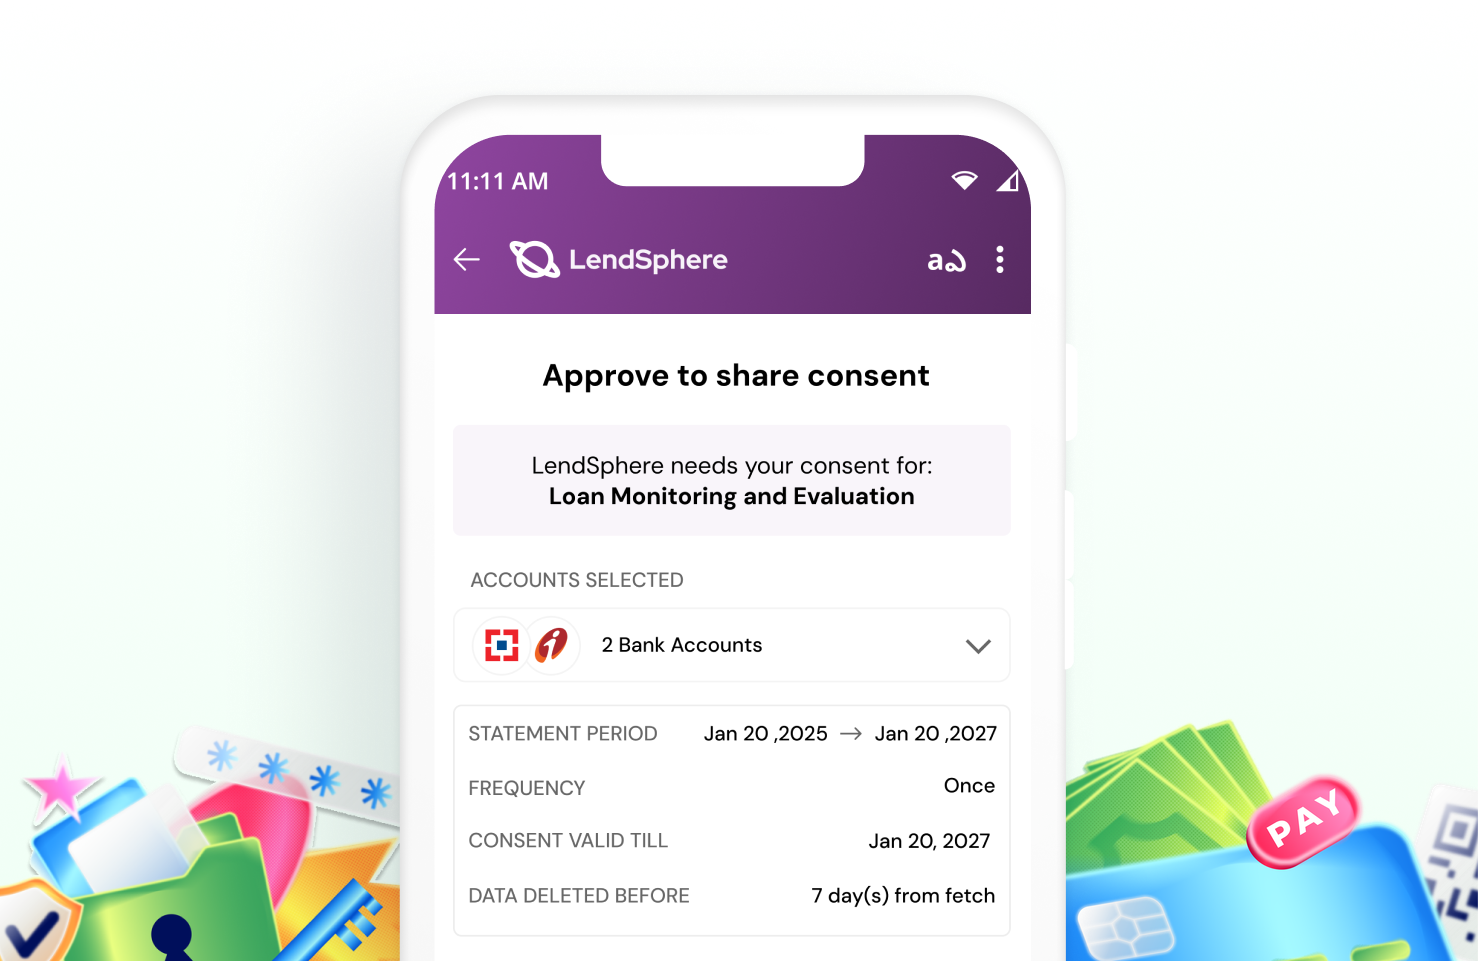 11:11 AM
LendSphere
Approve to share consent
LendSphere needs your consent for:
Loan Monitoring and Evaluation
ACCOUNTS SELECTED
2 Bank Accounts
STATEMENT PERIOD Jan 20 ,2025 → Jan 20 ,2027
FREQUENCY Once
CONSENT VALID TILL Jan 20, 2027
DATA DELETED BEFORE 7 day(s) from fetch
PAY